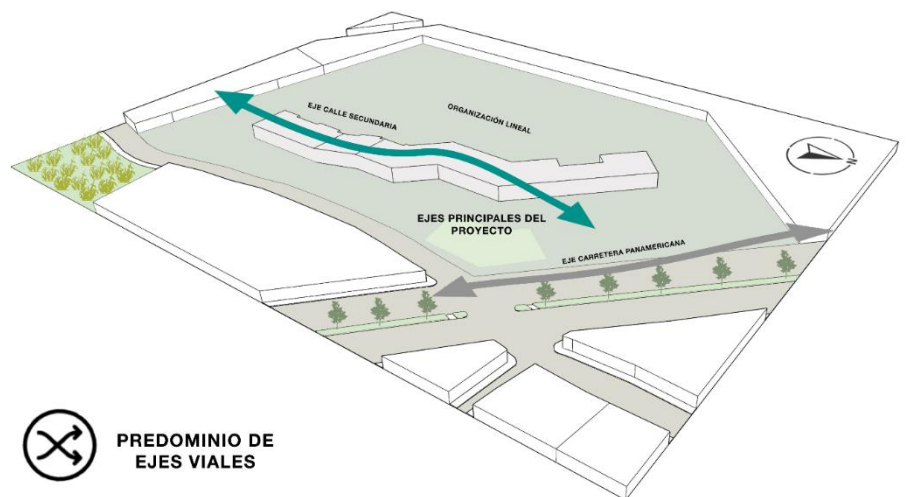 EJE CALLE SECUNDARIA
ORGANIZACIÓN LINEAL
EJES PRINCIPALES DEL
PROYECTO
EJE CARRETERA PANAMERICANA
N
PREDOMINIO DE
EJES VIALES